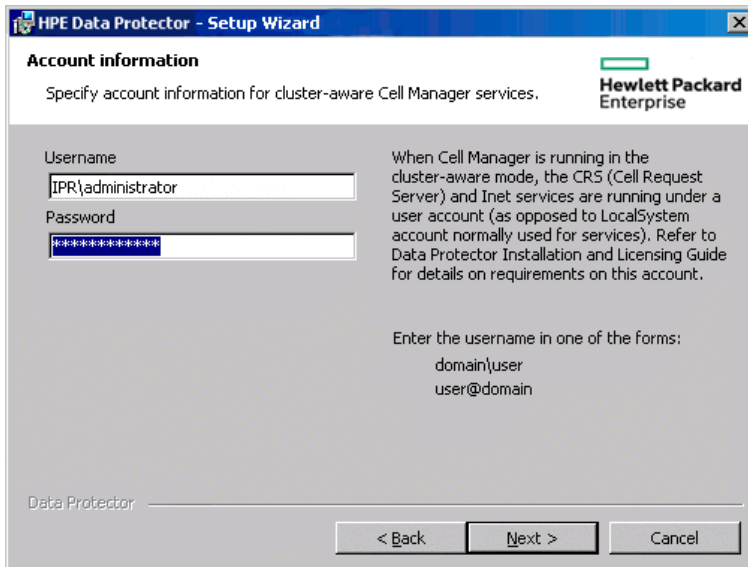 HPE Data Protector - Setup Wizard
Account information
Specify account information for cluster-aware Cell Manager services.
Hewlett Packard
Enterprise
Username
IPR\administrator
Password
************
When Cell Manager is running in the
cluster-aware mode, the CRS (Cell Request
Server) and Inet services are running under a
user account (as opposed to LocalSystem
account normally used for services). Refer to
Data Protector Installation and Licensing Guide
for details on requirements on this account.
Enter the username in one of the forms:
domain\user
user@domain
Data Protector
< Back
Next >
Cancel